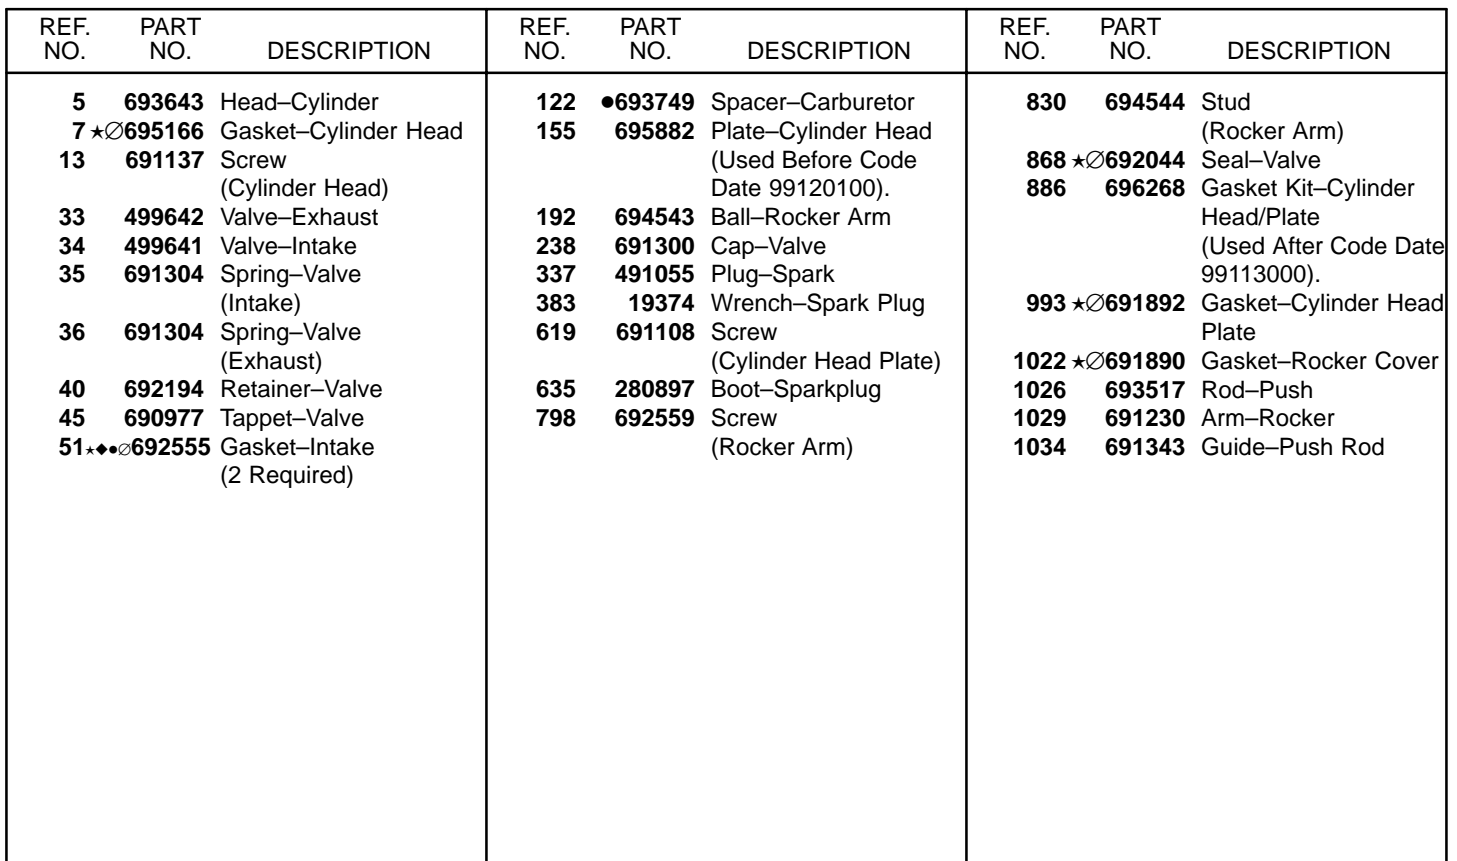 REF. PART
NO. NO. DESCRIPTION
5 693643 Head–Cylinder
7 ★∅695166 Gasket–Cylinder Head
13 691137 Screw
(Cylinder Head)
33 499642 Valve–Exhaust
34 499641 Valve–Intake
35 691304 Spring–Valve
(Intake)
36 691304 Spring–Valve
(Exhaust)
40 692194 Retainer–Valve
45 690977 Tappet–Valve
51★◆●∅692555 Gasket–Intake
(2 Required)
REF. PART
NO. NO. DESCRIPTION
122 ●693749 Spacer–Carburetor
155 695882 Plate–Cylinder Head
(Used Before Code
Date 99120100).
192 694543 Ball–Rocker Arm
238 691300 Cap–Valve
337 491055 Plug–Spark
383 19374 Wrench–Spark Plug
619 691108 Screw
(Cylinder Head Plate)
635 280897 Boot–Sparkplug
798 692559 Screw
(Rocker Arm)
REF. PART
NO. NO. DESCRIPTION
830 694544 Stud
(Rocker Arm)
868 ★∅692044 Seal–Valve
886 696268 Gasket Kit–Cylinder
Head/Plate
(Used After Code Date
99113000).
993 ★∅691892 Gasket–Cylinder Head
Plate
1022 ★∅691890 Gasket–Rocker Cover
1026 693517 Rod–Push
1029 691230 Arm–Rocker
1034 691343 Guide–Push Rod